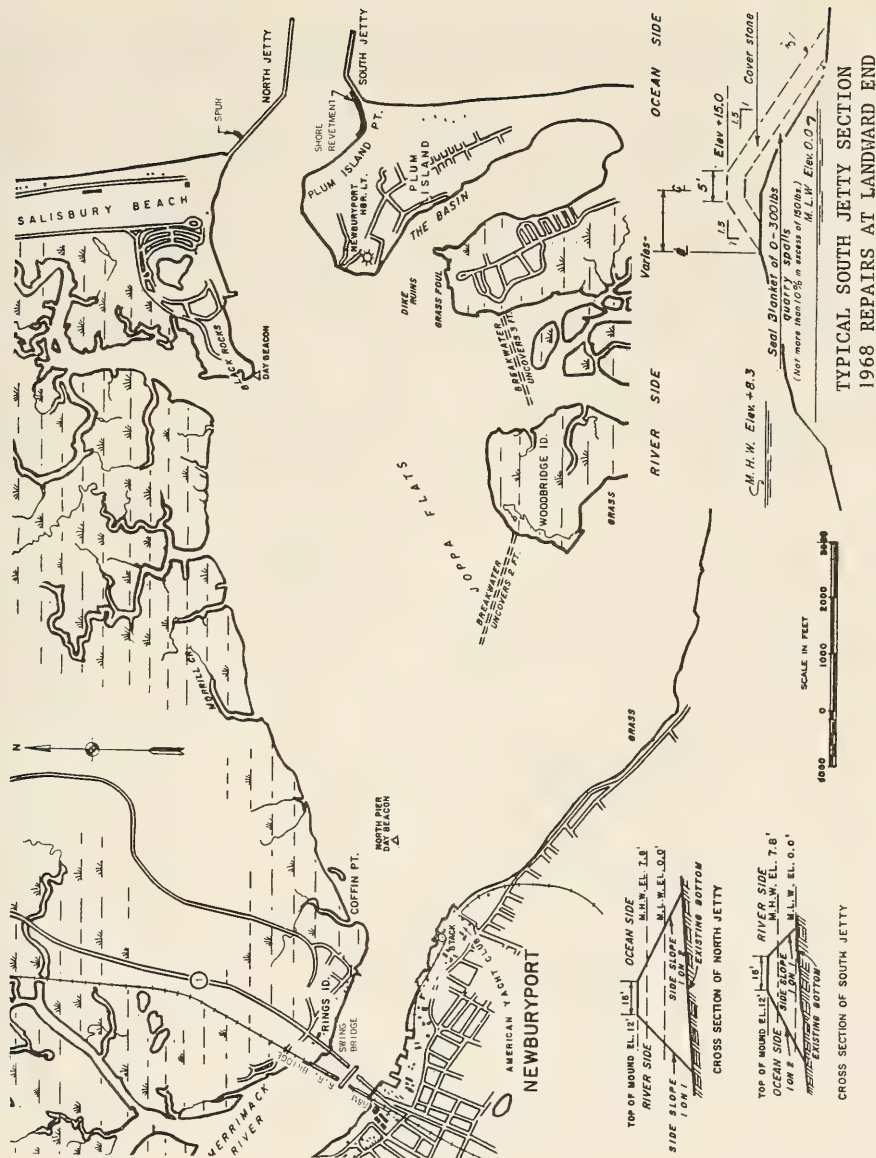 N
SALISBURY BEACH
SPUR
NORTH JETTY
SOUTH JETTY
SHORE
REVETMENT
PLUM ISLAND PT.
NEWBURYPORT
HBR. LT.
PLUM
ISLAND
THE BASIN
BLACK ROCKS
DAY BEACON
DIKE
RUINS
GRASS FOUL
BREAKWATER
UNCOVERS 3 FT.
JOPPA FLATS
WOODBRIDGE ID.
GRASS
BREAKWATER
UNCOVERS 2 FT.
MORRILL CRK.
COFFIN PT.
NORTH PIER
DAY BEACON
1
RINGS ID.
SWING
BRIDGE
R.R. BRIDGE
MERRIMACK
RIVER
STACK
AMERICAN YACHT CLUB
NEWBURYPORT
GRASS
SCALE IN FEET
1000 0 1000 2000 3000
TOP OF MOUND EL. 12' 15'
RIVER SIDE OCEAN SIDE
M.H.W. EL. 7.8'
M.L.W. EL. 0.0'
SIDE SLOPE
1 ON 1
SIDE SLOPE
1 ON 2
EXISTING BOTTOM
CROSS SECTION OF NORTH JETTY
TOP OF MOUND EL. 12' 15'
OCEAN SIDE RIVER SIDE
M.H.W. EL. 7.8'
1 ON 2 SIDE SLOPE
1 ON 1
M.L.W. EL. 0.0'
EXISTING BOTTOM
CROSS SECTION OF SOUTH JETTY
RIVER SIDE OCEAN SIDE
Varies
5'
Elev +15.0
1.5
1
1.5
1
Cover stone
M.H.W. Elev. +8.3
Seal Blanket of 0-300lbs
quarry spalls
(Not more than 10% in excess of 150lbs.)
M.L.W. Elev. 0.0
TYPICAL SOUTH JETTY SECTION
1968 REPAIRS AT LANDWARD END